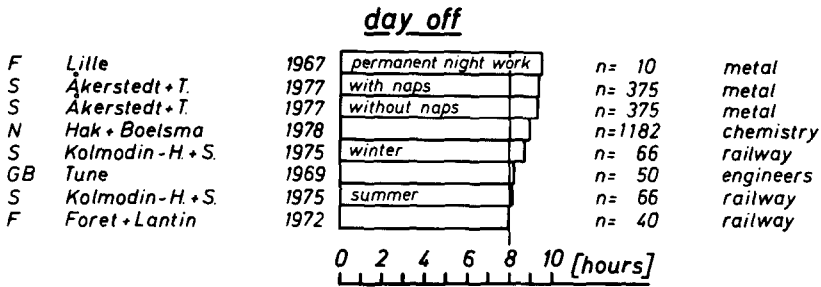 day off
F Lille 1967 permanent night work n= 10 metal
S Åkerstedt+T. 1977 with naps n= 375 metal
S Åkerstedt+T. 1977 without naps n= 375 metal
N Hak+Boelsma 1978 n=1182 chemistry
S Kolmodin-H.+S. 1975 winter n= 66 railway
GB Tune 1969 n= 50 engineers
S Kolmodin-H.+S. 1975 summer n= 66 railway
F Foret+Lantin 1972 n= 40 railway
0 2 4 6 8 10 [hours]